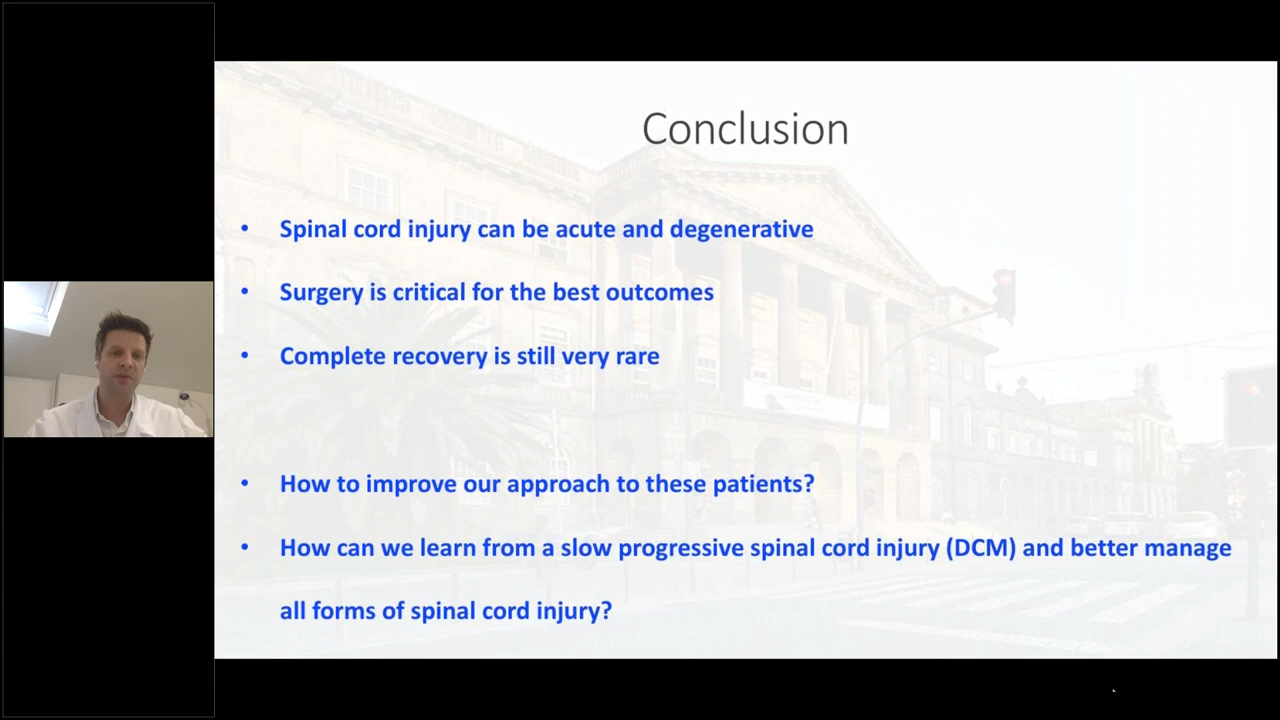 Conclusion
• Spinal cord injury can be acute and degenerative
• Surgery is critical for the best outcomes
• Complete recovery is still very rare
• How to improve our approach to these patients?
• How can we learn from a slow progressive spinal cord injury (DCM) and better manage
all forms of spinal cord injury?